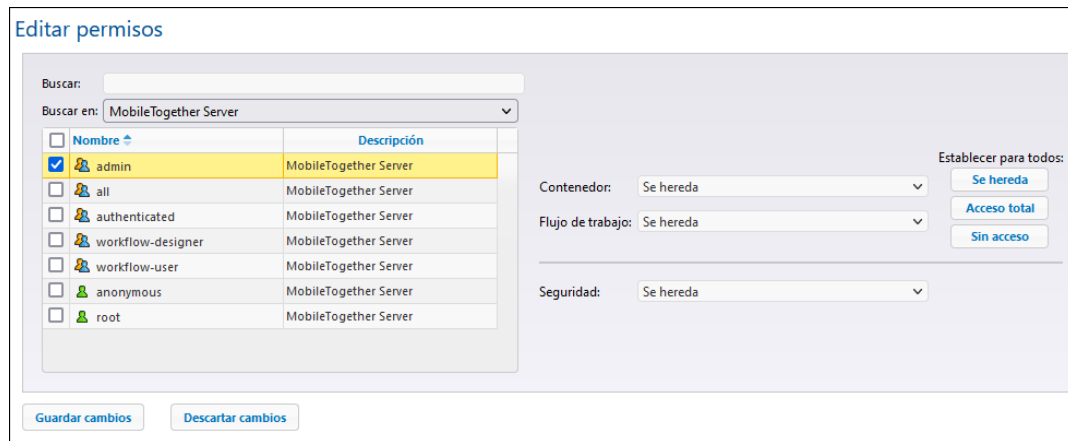 Editar permisos
Buscar:
Buscar en: MobileTogether Server
Nombre Descripción
admin MobileTogether Server
all MobileTogether Server
authenticated MobileTogether Server
workflow-designer MobileTogether Server
workflow-user MobileTogether Server
anonymous MobileTogether Server
root MobileTogether Server
Establecer para todos:
Contenedor: Se hereda
Se hereda
Flujo de trabajo: Se hereda
Acceso total
Sin acceso
Seguridad: Se hereda
Guardar cambios Descartar cambios